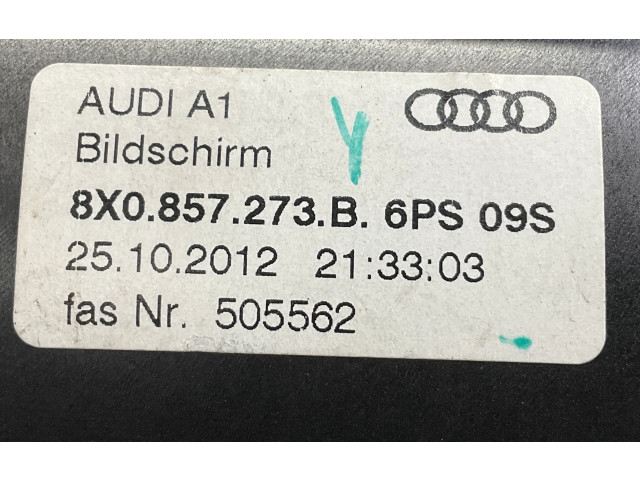 AUDI A1
Bildschirm
8X0.857.273.B. 6PS 09S
25.10.2012 21:33:03
fas Nr. 505562